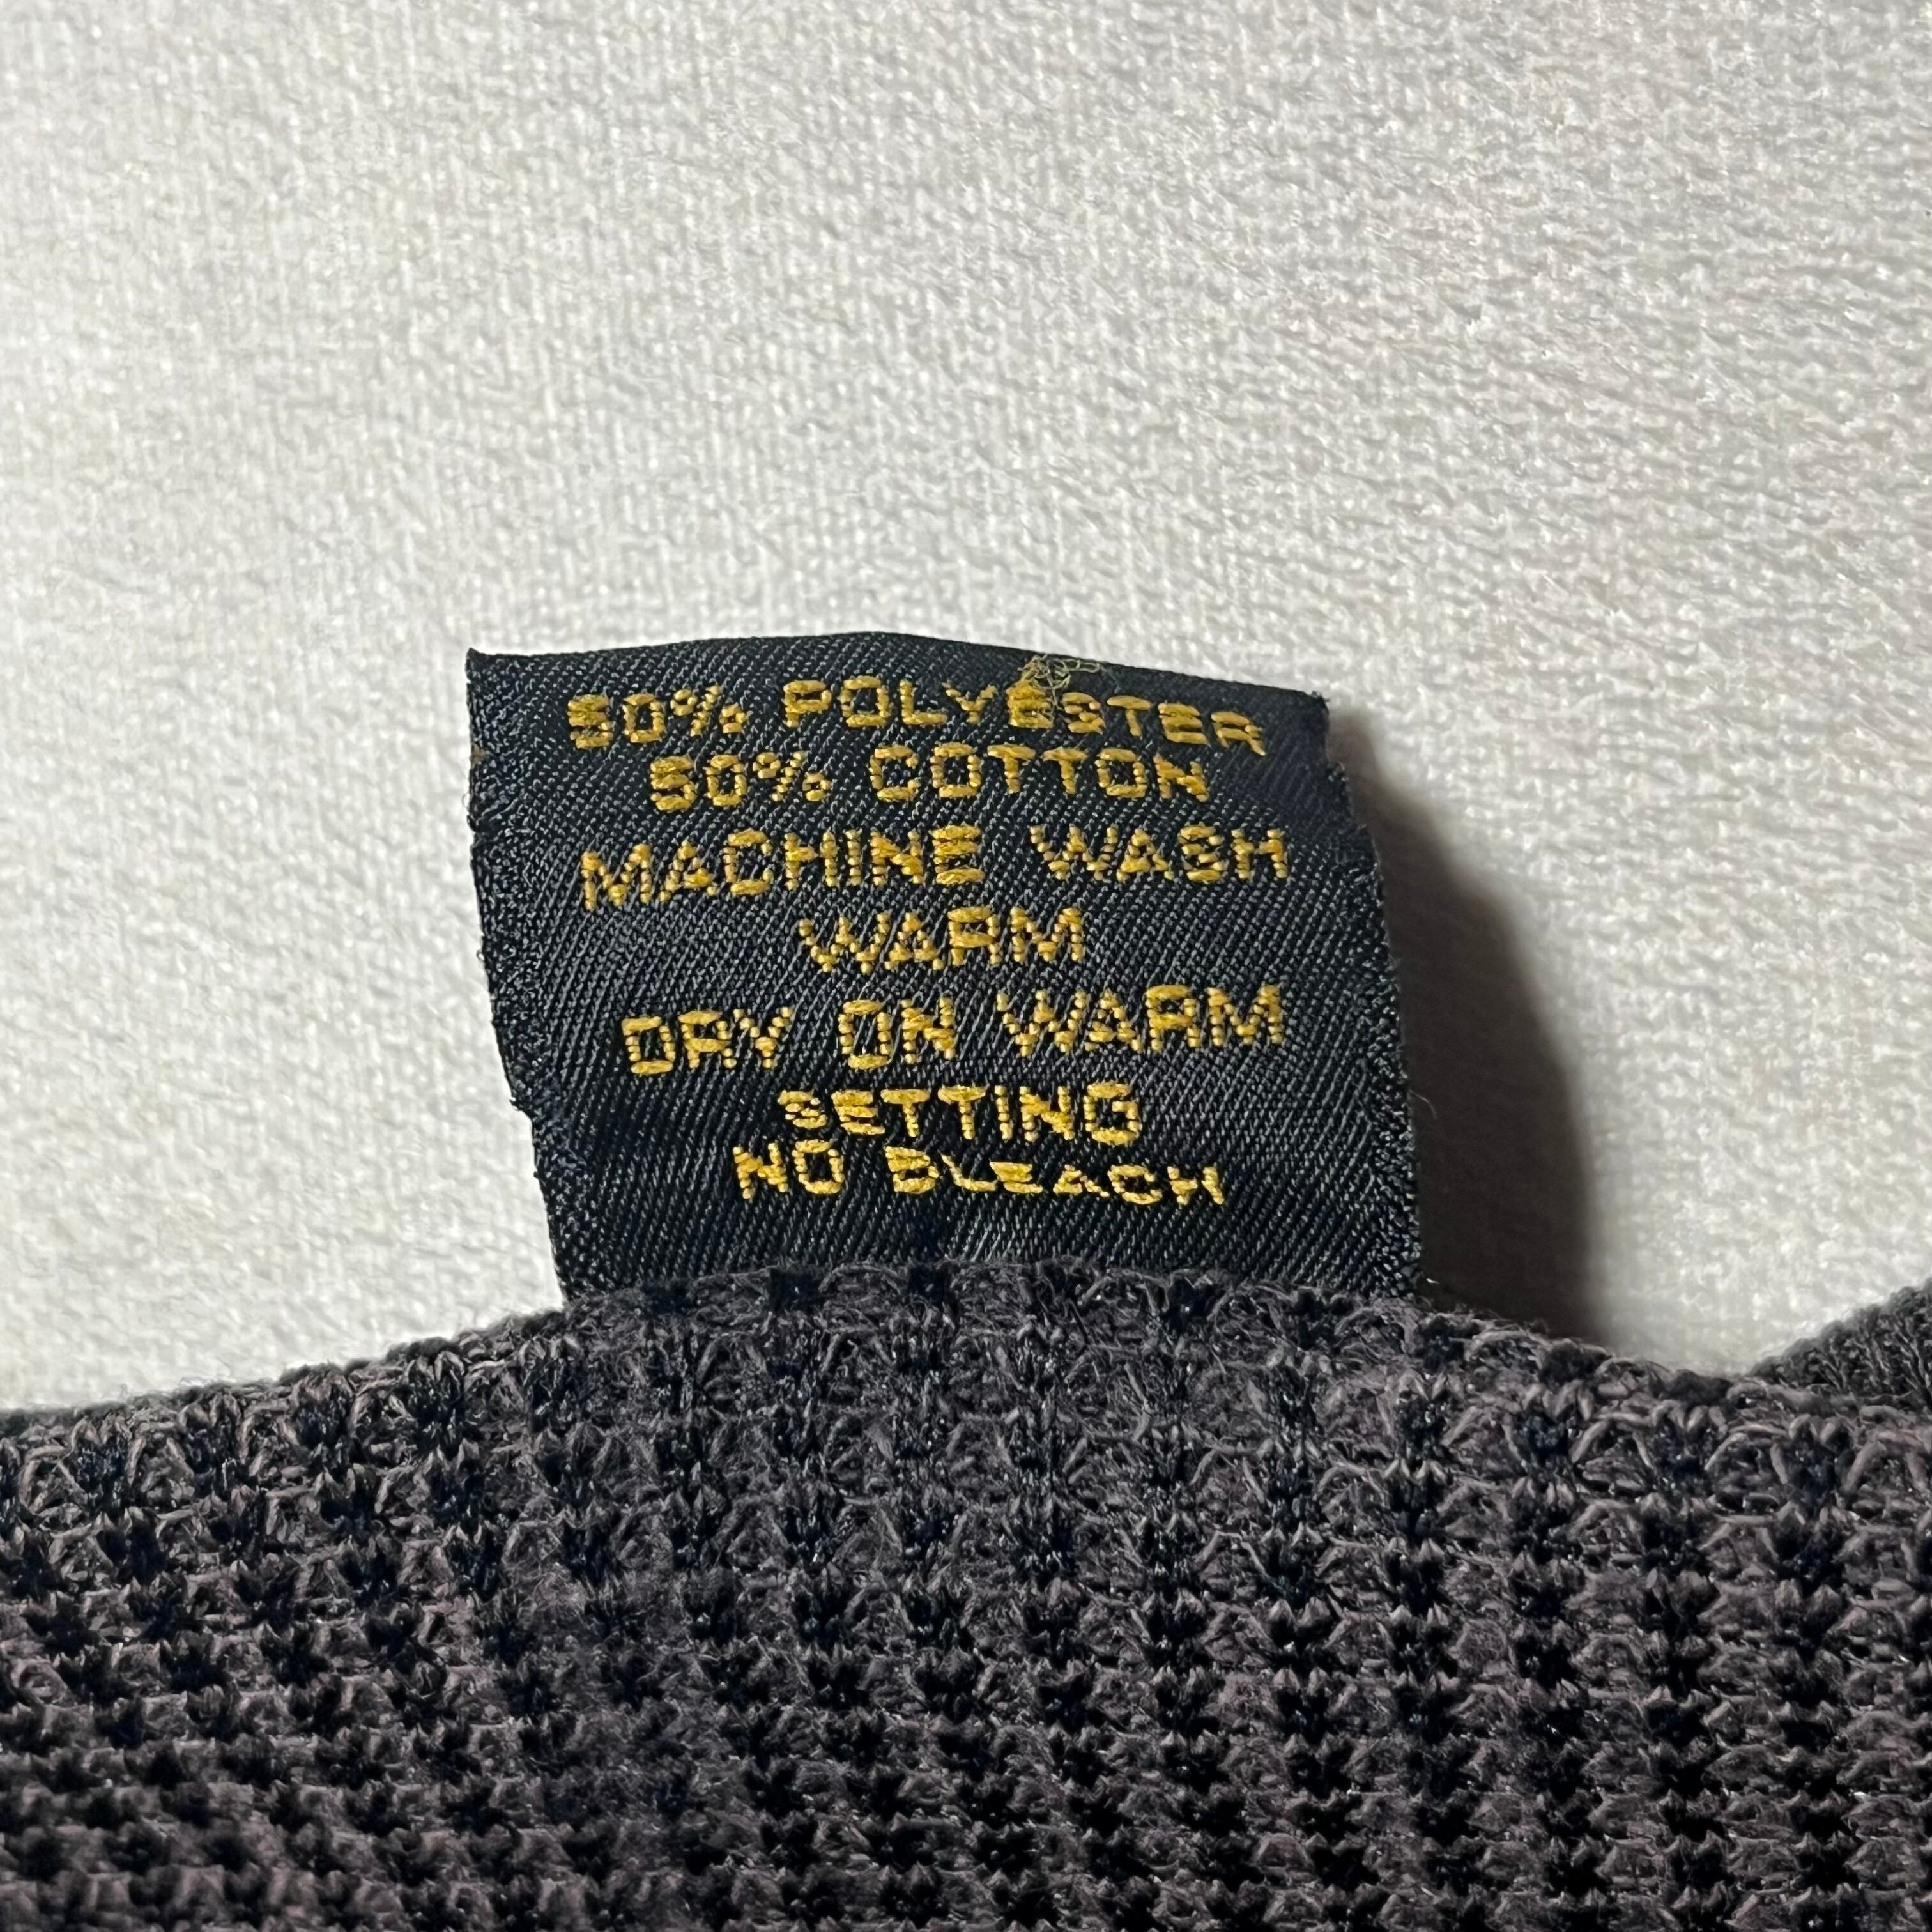 50% POLYESTER
50% COTTON
MACHINE WASH
WARM
DRY ON WARM
SETTING
NO BLEACH